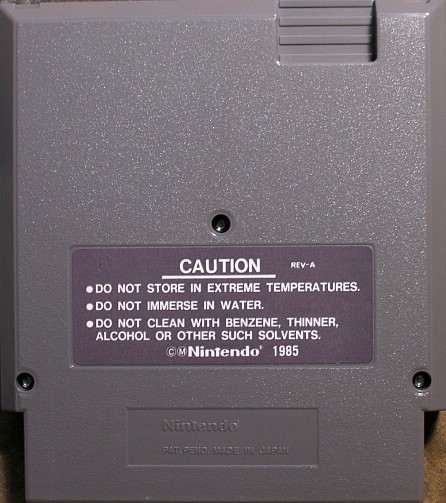 CAUTION REV-A
●DO NOT STORE IN EXTREME TEMPERATURES.
●DO NOT IMMERSE IN WATER.
●DO NOT CLEAN WITH BENZENE, THINNER,
ALCOHOL OR OTHER SUCH SOLVENTS.
©ⓂNintendo® 1985
Nintendo®
PAT. PEND. MADE IN JAPAN